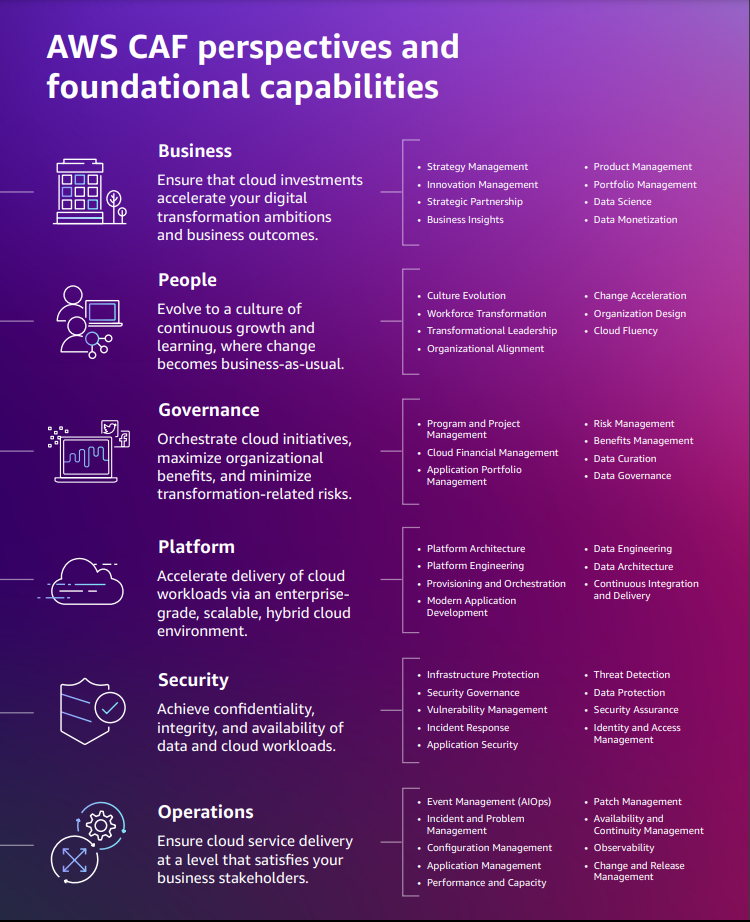 AWS CAF perspectives and
foundational capabilities
Business
Ensure that cloud investments
accelerate your digital
transformation ambitions
and business outcomes.
• Strategy Management
• Innovation Management
• Strategic Partnership
• Business Insights
• Product Management
• Portfolio Management
• Data Science
• Data Monetization
People
Evolve to a culture of
continuous growth and
learning, where change
becomes business-as-usual.
• Culture Evolution
• Workforce Transformation
• Transformational Leadership
• Organizational Alignment
• Change Acceleration
• Organization Design
• Cloud Fluency
Governance
Orchestrate cloud initiatives,
maximize organizational
benefits, and minimize
transformation-related risks.
• Program and Project
Management
• Cloud Financial Management
• Application Portfolio
Management
• Risk Management
• Benefits Management
• Data Curation
• Data Governance
Platform
Accelerate delivery of cloud
workloads via an enterprise-
grade, scalable, hybrid cloud
environment.
• Platform Architecture
• Platform Engineering
• Provisioning and Orchestration
• Modern Application
Development
• Data Engineering
• Data Architecture
• Continuous Integration
and Delivery
Security
Achieve confidentiality,
integrity, and availability of
data and cloud workloads.
• Infrastructure Protection
• Security Governance
• Vulnerability Management
• Incident Response
• Application Security
• Threat Detection
• Data Protection
• Security Assurance
• Identity and Access
Management
Operations
Ensure cloud service delivery
at a level that satisfies your
business stakeholders.
• Event Management (AIOps)
• Incident and Problem
Management
• Configuration Management
• Application Management
• Performance and Capacity
• Patch Management
• Availability and
Continuity Management
• Observability
• Change and Release
Management